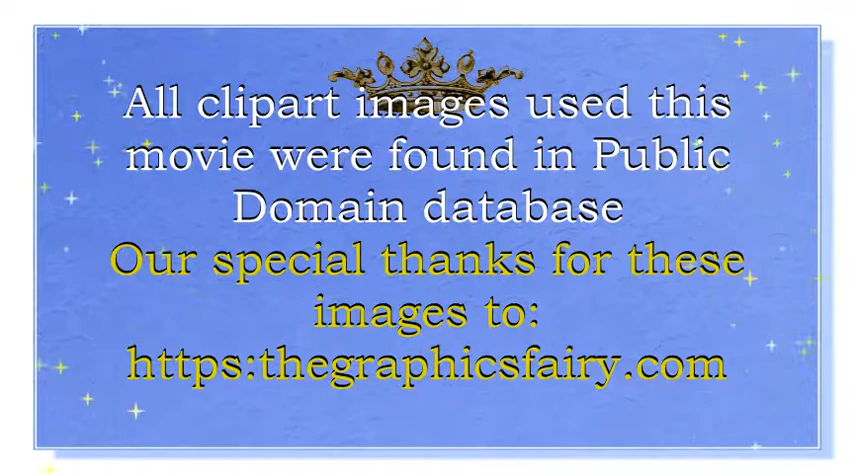 All clipart images used this
movie were found in Public
Domain database
Our special thanks for these
images to:
https:thegraphicsfairy.com